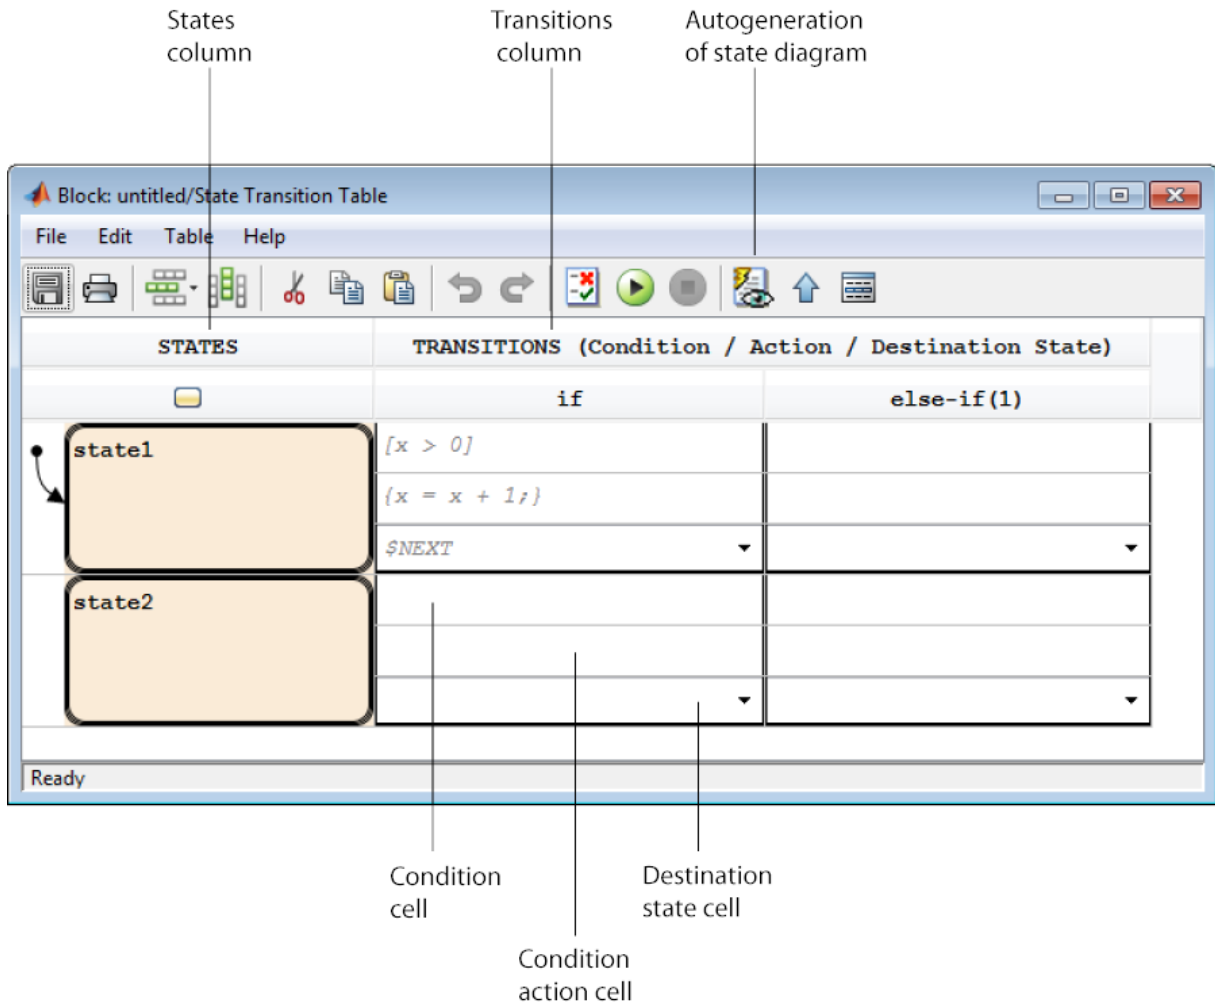 States
column
Transitions
column
Autogeneration
of state diagram
Block: untitled/State Transition Table
File Edit Table Help
STATES
TRANSITIONS (Condition / Action / Destination State)
if
else-if(1)
state1
[x > 0]
{x = x + 1;}
$NEXT
state2
Ready
Condition
cell
Destination
state cell
Condition
action cell